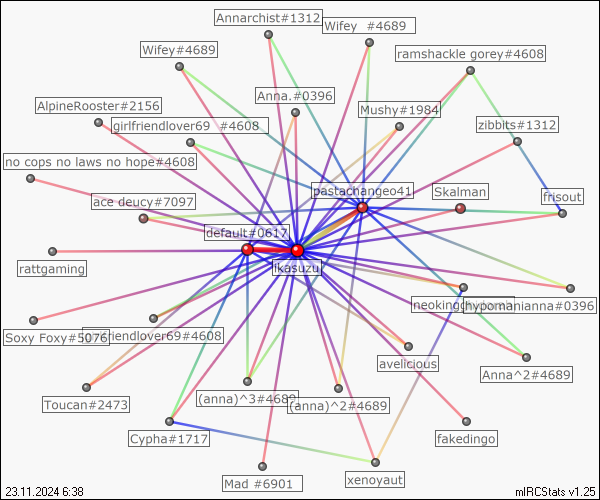 Annarchist#1312
Wifey #4689
Wifey#4689
ramshackle gorey#4608
Anna.#0396
AlpineRooster#2156
Mushy#1984
girlfriendlover69 #4608
zibbits#1312
no cops no laws no hope#4608
pastachangeo41
Skalman
ace deucy#7097
frisout
default#0617
ikasuzu
rattgaming
neoking
hypomanianna#0396
Soxy Foxy#5076
friendlover69#4608
avelicious
Anna^2#4689
Toucan#2473
(anna)^3#4689
(anna)^2#4689
Cypha#1717
fakedingo
Mad #6901
xenoyaut
23.11.2024 6:38
mIRCStats v1.25